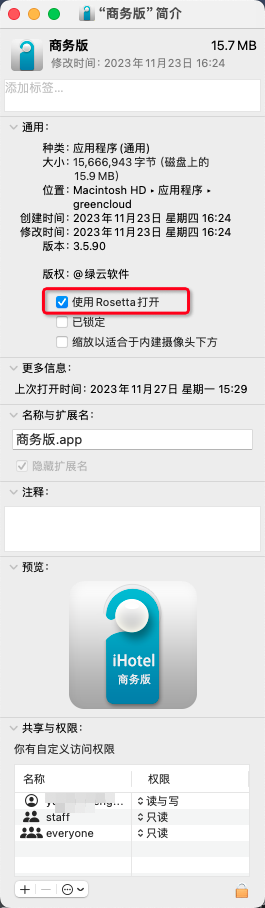 “商务版”简介
商务版 15.7 MB
修改时间：2023年11月23日 16:24
添加标签...
通用：
种类：应用程序 (通用)
大小：15,666,943 字节 (磁盘上的
15.9 MB)
位置：Macintosh HD ▸ 应用程序 ▸
greencloud
创建时间：2023年11月23日 星期四 16:24
修改时间：2023年11月23日 星期四 16:24
版本：3.5.90
版权：@绿云软件
使用 Rosetta 打开
已锁定
缩放以适合于内建摄像头下方
更多信息：
上次打开时间：2023年11月27日 星期一 15:29
名称与扩展名：
商务版.app
隐藏扩展名
注释：
预览：
iHotel
商务版
共享与权限：
你有自定义访问权限
名称 权限
读与写
staff 只读
everyone 只读